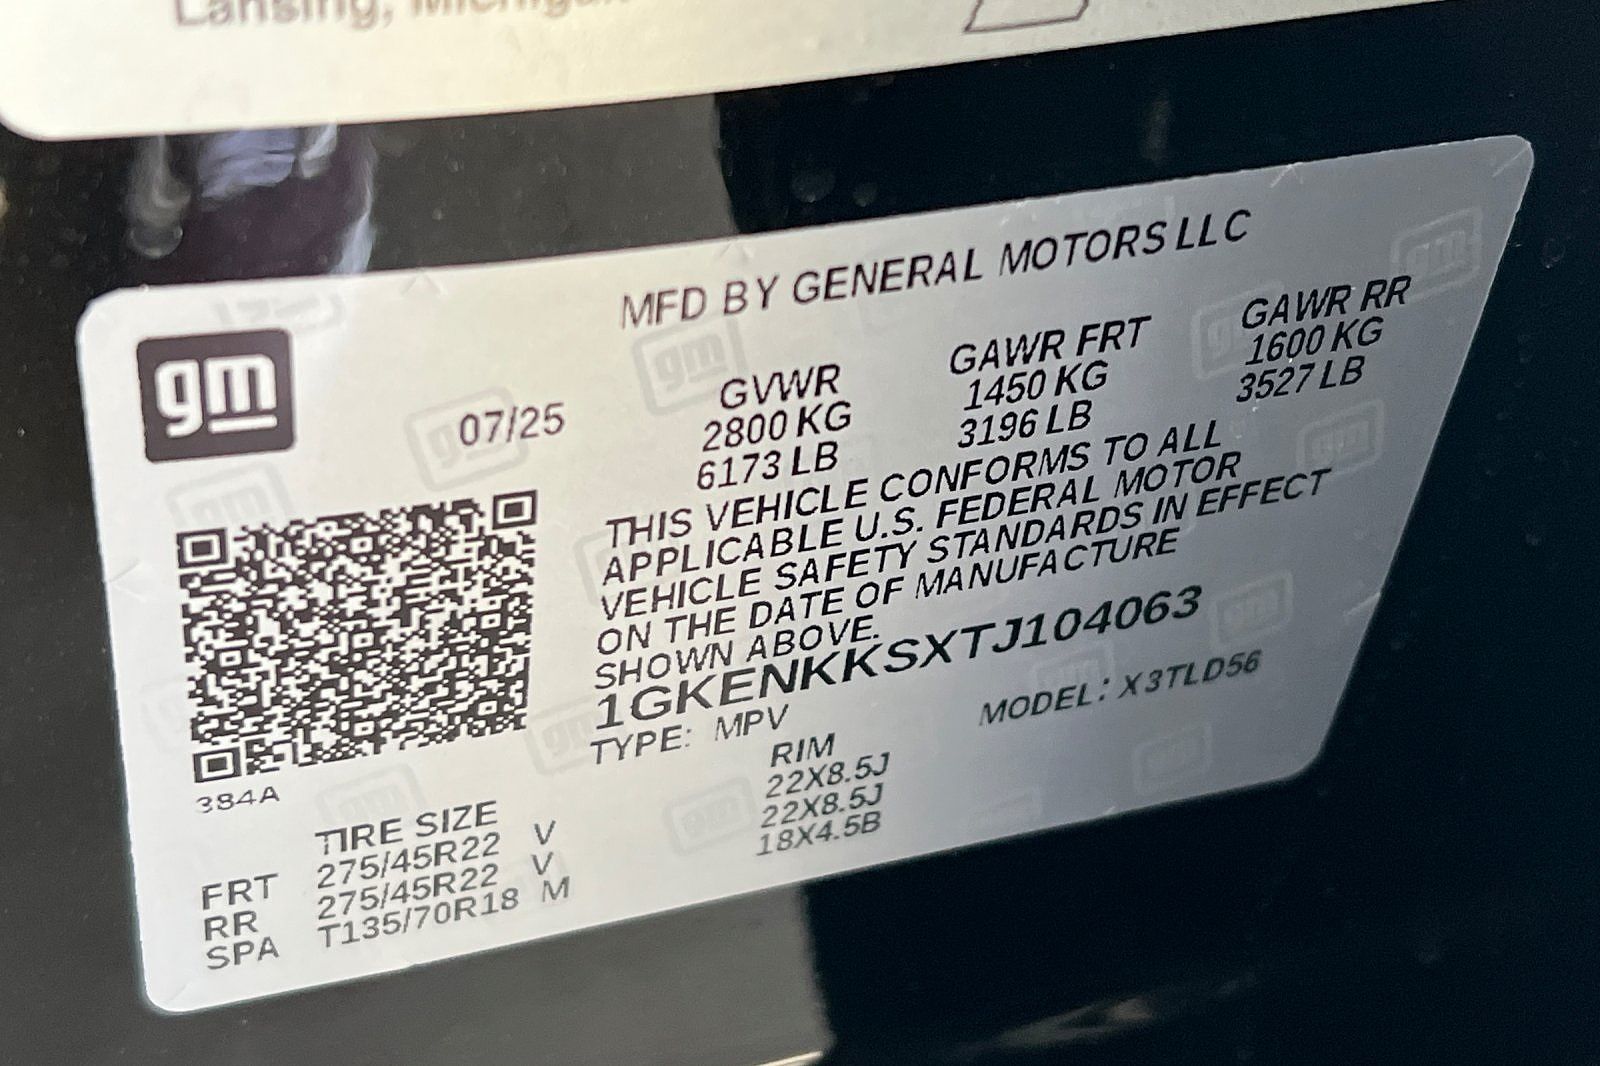 Lansing, Michigan
MFD BY GENERAL MOTORS LLC
gm
07/25
GVWR GAWR FRT GAWR RR
2800 KG 1450 KG 1600 KG
6173 LB 3196 LB 3527 LB
THIS VEHICLE CONFORMS TO ALL
APPLICABLE U.S. FEDERAL MOTOR
VEHICLE SAFETY STANDARDS IN EFFECT
ON THE DATE OF MANUFACTURE
SHOWN ABOVE.
1GKENKKSXTJ104063
TYPE: MPV MODEL: X3TLD56
384A
TIRE SIZE RIM
FRT 275/45R22 V 22X8.5J
RR 275/45R22 V 22X8.5J
SPA T135/70R18 M 18X4.5B